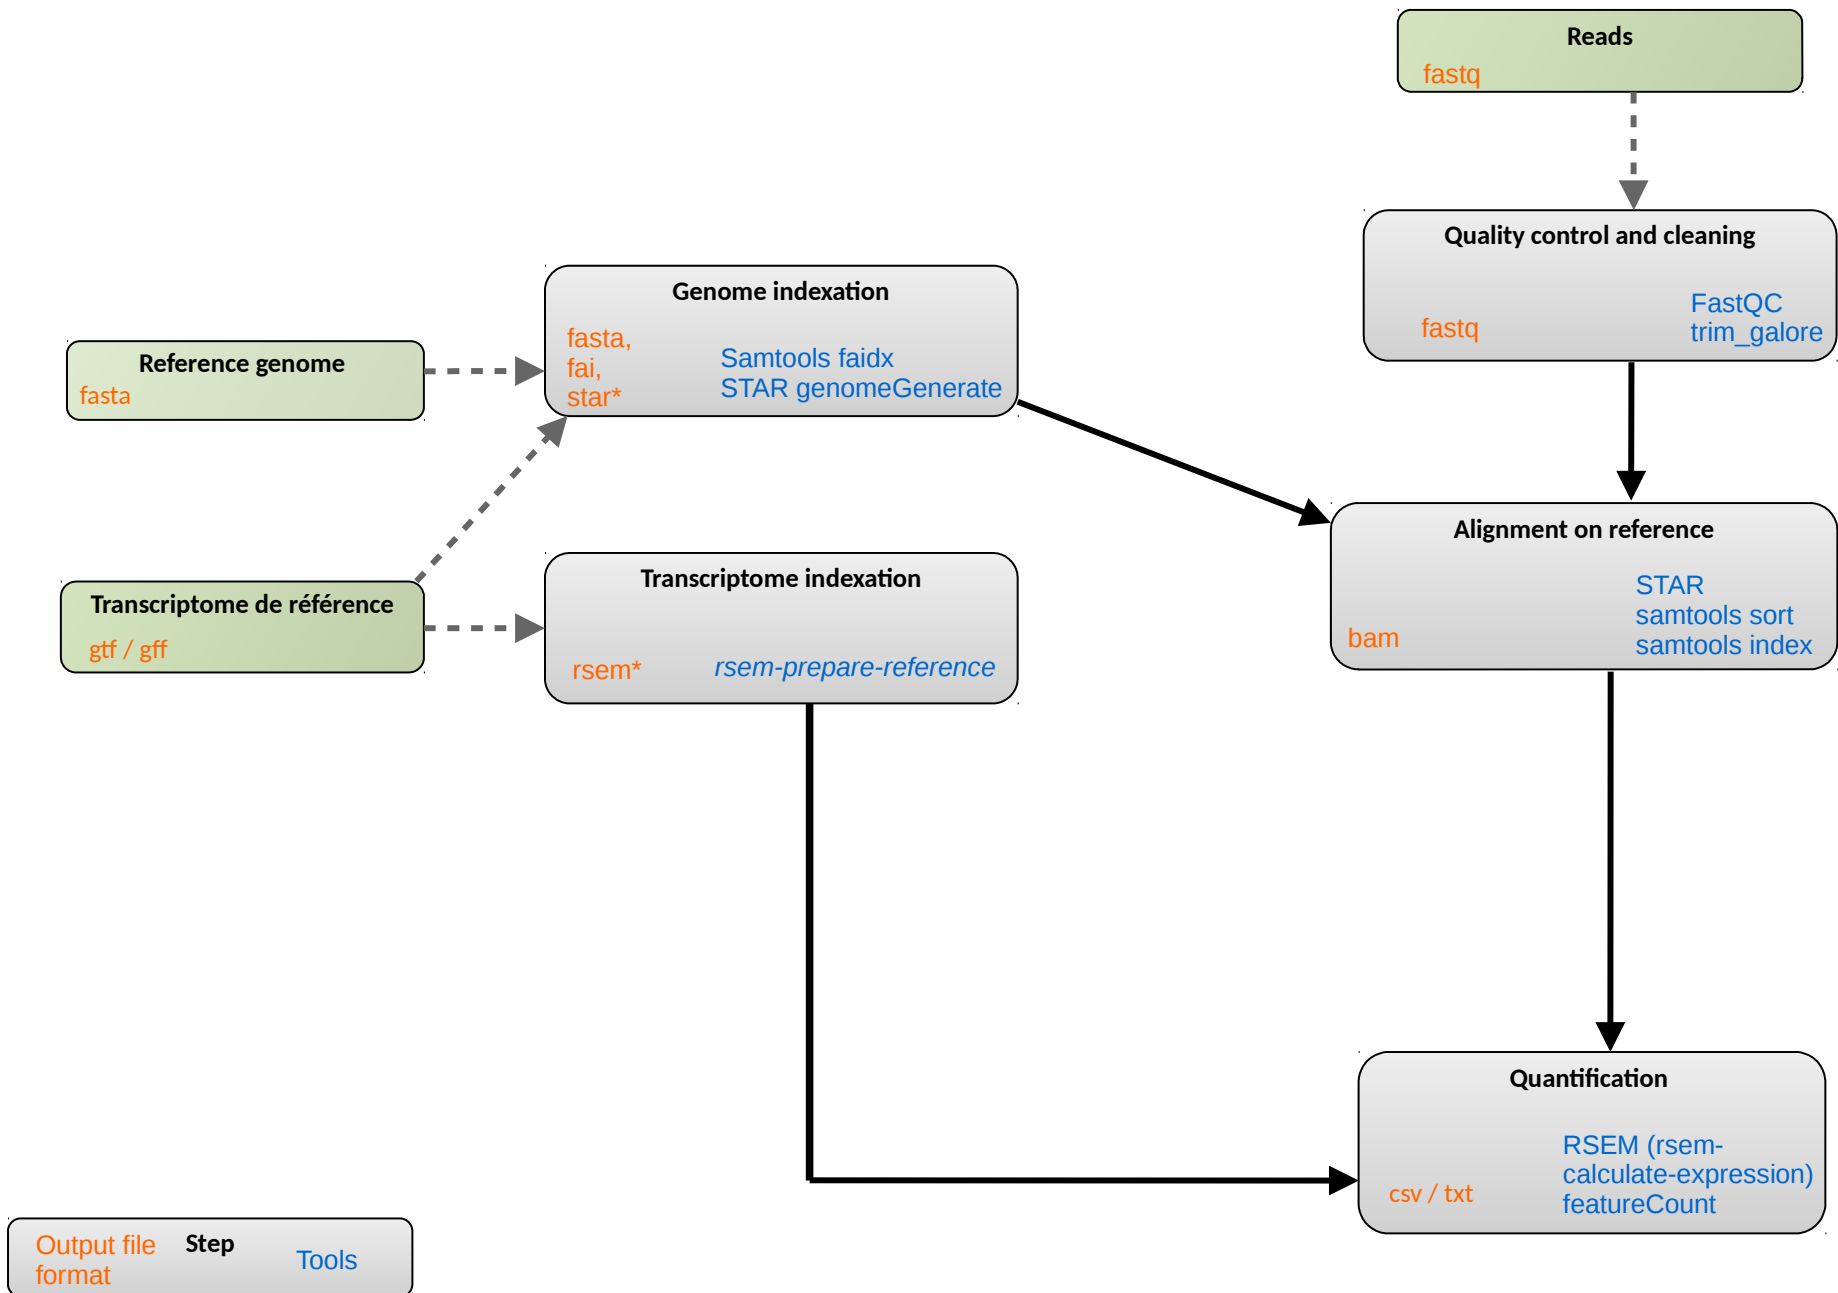 Reads
fastq
Quality control and cleaning
fastq
FastQC
trim_galore
Genome indexation
fasta,
fai,
star*
Samtools faidx
STAR genomeGenerate
Reference genome
fasta
Alignment on reference
bam
STAR
samtools sort
samtools index
Transcriptome de référence
gtf / gff
Transcriptome indexation
rsem*
rsem-prepare-reference
Quantification
csv / txt
RSEM (rsem-
calculate-expression)
featureCount
Output file
format
Step
Tools